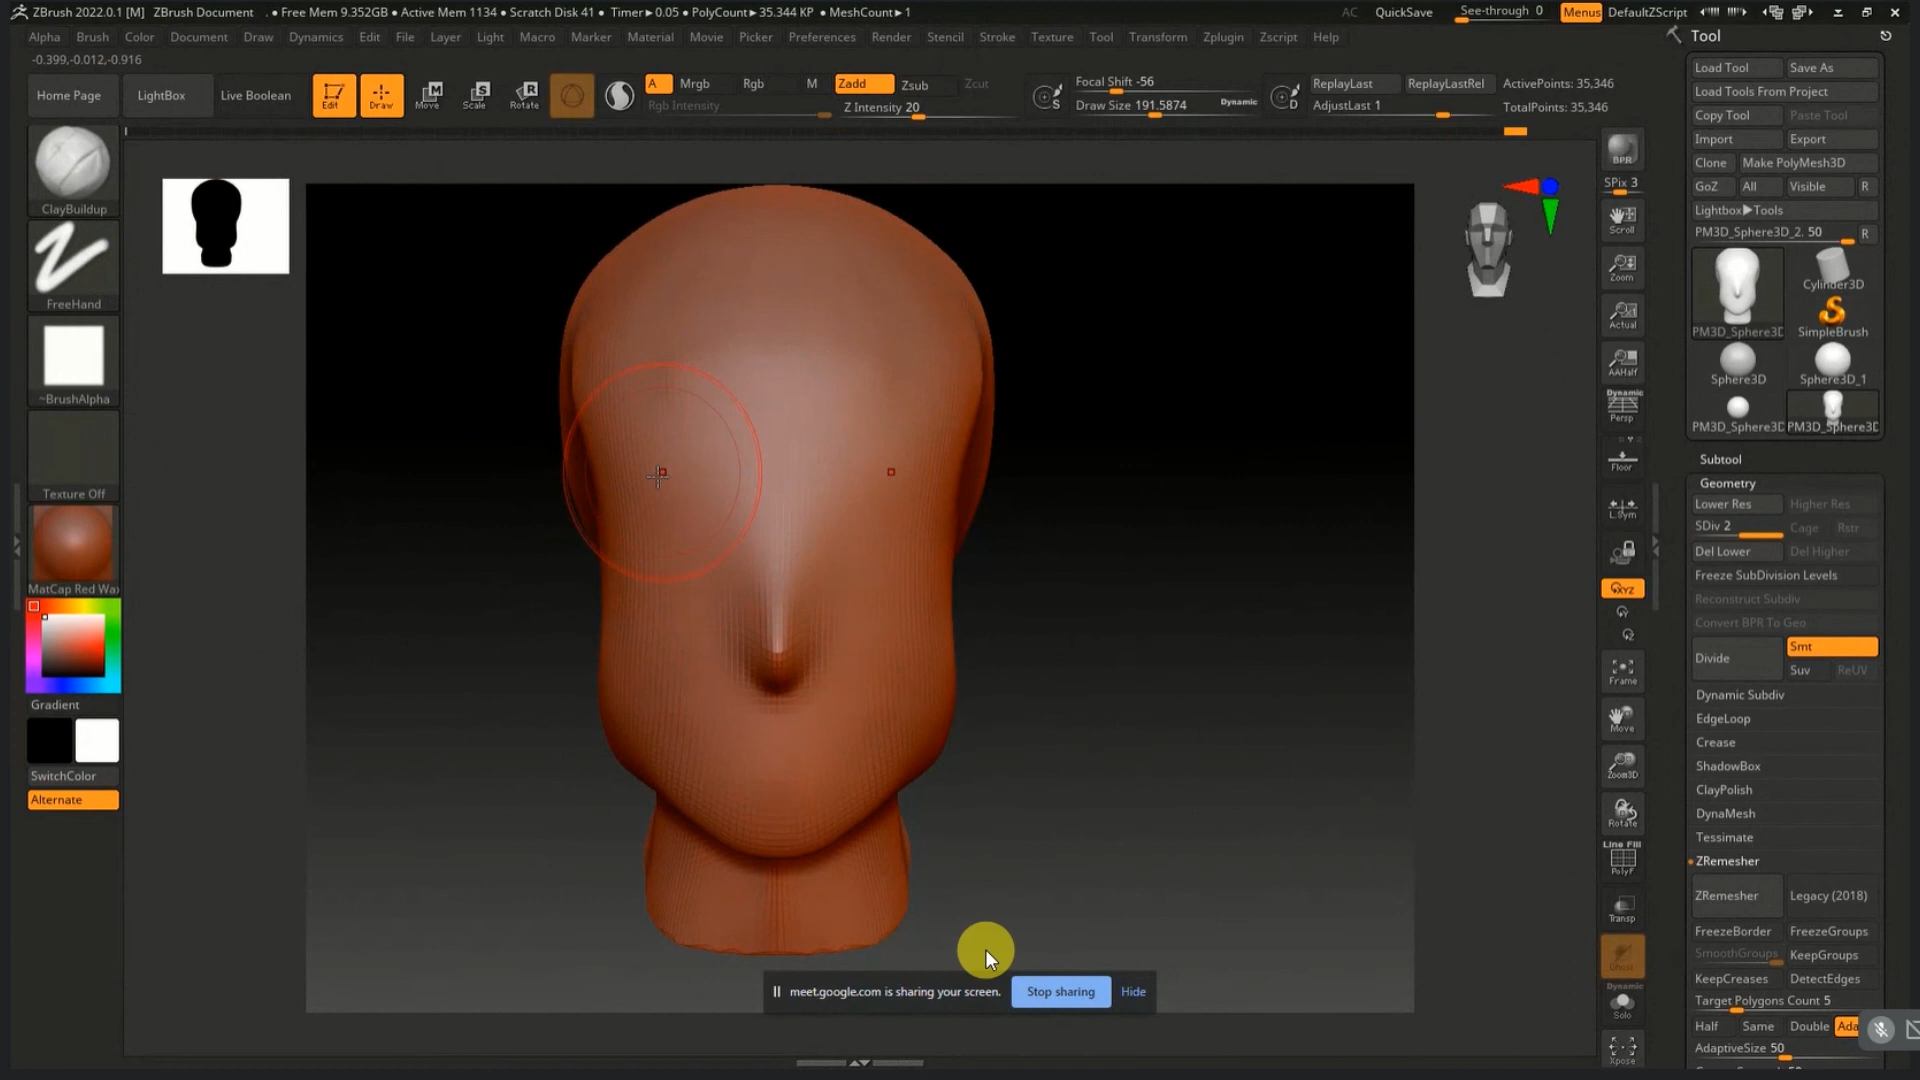 ZBrush 2022.0.1 [M] ZBrush Document . • Free Mem 9.352GB • Active Mem 1134 • Scratch Disk 41 • Timer►0.05 • PolyCount►35.344 KP • MeshCount►1 AC QuickSave See-through 0 Menus DefaultZScript
Alpha Brush Color Document Draw Dynamics Edit File Layer Light Macro Marker Material Movie Picker Preferences Render Stencil Stroke Texture Tool Transform Zplugin Zscript Help
Tool
-0.399,-0.012,-0.916
Home Page LightBox Live Boolean Edit Draw Move Scale Rotate
A Mrgb Rgb M Zadd Zsub Zcut
Rgb Intensity Z Intensity 20
Focal Shift -56
Draw Size 191.5874 Dynamic
S
D
ReplayLast ReplayLastRel ActivePoints: 35,346
AdjustLast 1 TotalPoints: 35,346
ClayBuildup
FreeHand
~BrushAlpha
Texture Off
MatCap Red Wax
Gradient
SwitchColor
Alternate
BPR
SPix 3
Scroll
Zoom
Actual
AAHalf
Dynamic
Persp
Floor
L.Sym
XYZ
Frame
Move
Zoom3D
Rotate
Line Fill
PolyF
Transp
Ghost
Dynamic
Solo
Xpose
Load Tool Save As
Load Tools From Project
Copy Tool Paste Tool
Import Export
Clone Make PolyMesh3D
GoZ All Visible R
Lightbox►Tools
PM3D_Sphere3D_2. 50 R
Cylinder3D
PM3D_Sphere3D SimpleBrush
Sphere3D Sphere3D_1
PM3D_Sphere3D PM3D_Sphere3D
Subtool
Geometry
Lower Res Higher Res
SDiv 2 Cage Rstr
Del Lower Del Higher
Freeze SubDivision Levels
Reconstruct Subdiv
Convert BPR To Geo
Divide Smt
Suv ReUV
Dynamic Subdiv
EdgeLoop
Crease
ShadowBox
ClayPolish
DynaMesh
Tessimate
ZRemesher
ZRemesher Legacy (2018)
FreezeBorder FreezeGroups
SmoothGroups KeepGroups
KeepCreases DetectEdges
Target Polygons Count 5
Half Same Double Ada
AdaptiveSize 50
meet.google.com is sharing your screen. Stop sharing Hide